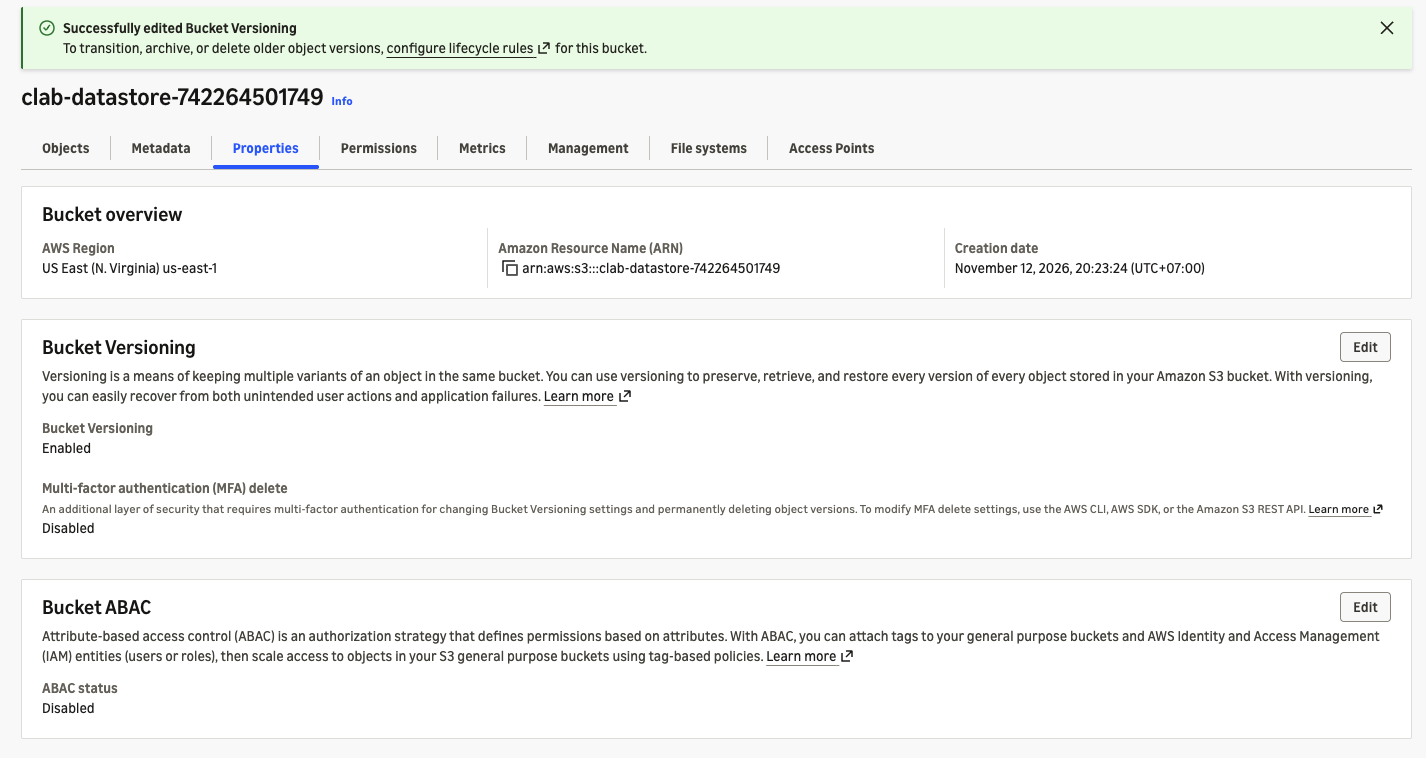 Successfully edited Bucket Versioning
To transition, archive, or delete older object versions, configure lifecycle rules for this bucket.
clab-datastore-742264501749 Info
Objects Metadata Properties Permissions Metrics Management File systems Access Points
Bucket overview
AWS Region
US East (N. Virginia) us-east-1
Amazon Resource Name (ARN)
arn:aws:s3:::clab-datastore-742264501749
Creation date
November 12, 2026, 20:23:24 (UTC+07:00)
Bucket Versioning
Edit
Versioning is a means of keeping multiple variants of an object in the same bucket. You can use versioning to preserve, retrieve, and restore every version of every object stored in your Amazon S3 bucket. With versioning,
you can easily recover from both unintended user actions and application failures. Learn more
Bucket Versioning
Enabled
Multi-factor authentication (MFA) delete
An additional layer of security that requires multi-factor authentication for changing Bucket Versioning settings and permanently deleting object versions. To modify MFA delete settings, use the AWS CLI, AWS SDK, or the Amazon S3 REST API. Learn more
Disabled
Bucket ABAC
Edit
Attribute-based access control (ABAC) is an authorization strategy that defines permissions based on attributes. With ABAC, you can attach tags to your general purpose buckets and AWS Identity and Access Management
(IAM) entities (users or roles), then scale access to objects in your S3 general purpose buckets using tag-based policies. Learn more
ABAC status
Disabled